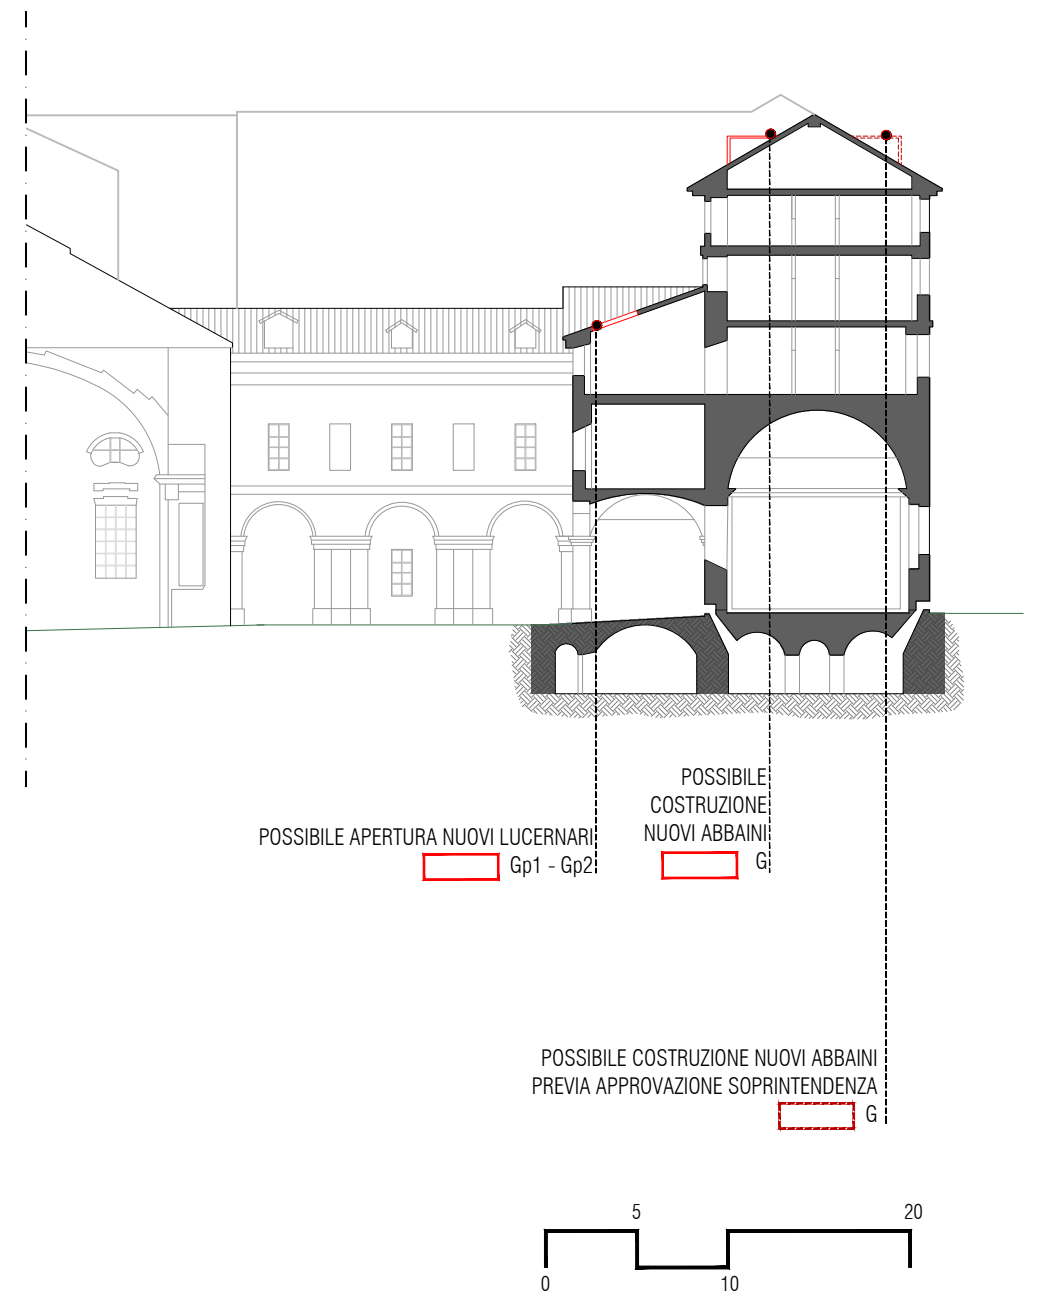 POSSIBILE
COSTRUZIONE
NUOVI ABBAINI
G
POSSIBILE APERTURA NUOVI LUCERNARI
Gp1 - Gp2
POSSIBILE COSTRUZIONE NUOVI ABBAINI
PREVIA APPROVAZIONE SOPRINTENDENZA
G
5 20
0 10